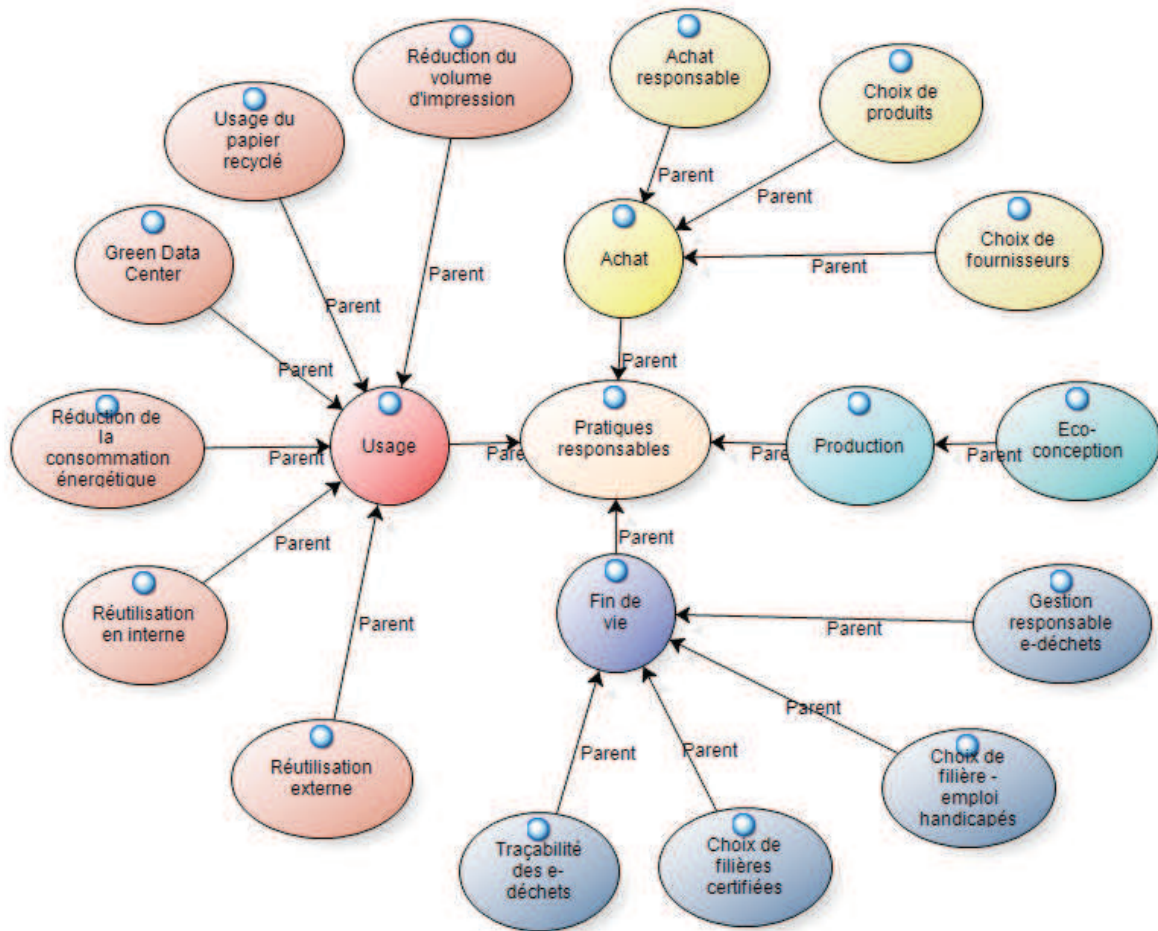 Réduction du
volume
d'impression
Achat
responsable
Choix de
produits
Usage du
papier
recyclé
Parent
Parent
Green Data
Center
Achat
Choix de
fournisseurs
Parent
Parent
Parent
Parent
Parent
Réduction de
la
consommation
énergétique
Parent
Usage
Parent
Pratiques
responsables
Parent
Production
Parent
Eco-
conception
Parent
Parent
Réutilisation
en interne
Fin de
vie
Gestion
responsable
e-déchets
Parent
Parent
Parent
Réutilisation
externe
Parent
Parent
Choix de
filière -
emploi
handicapés
Traçabilité
des e-
déchets
Choix de
filières
certifiées